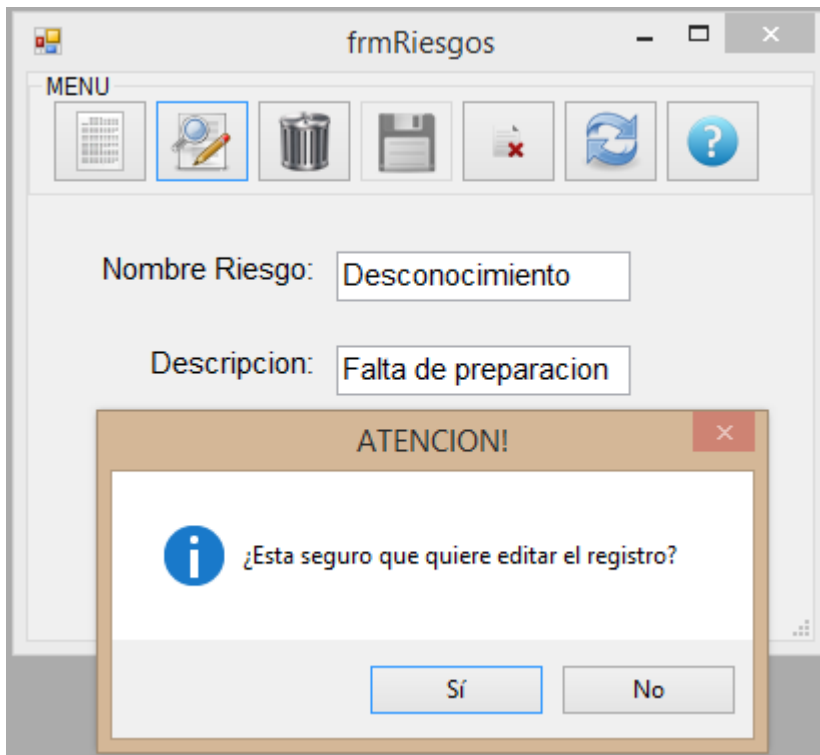 frmRiesgos
MENU
?
Nombre Riesgo: Desconocimiento
Descripcion: Falta de preparacion
ATENCION!
¿Esta seguro que quiere editar el registro?
Sí No